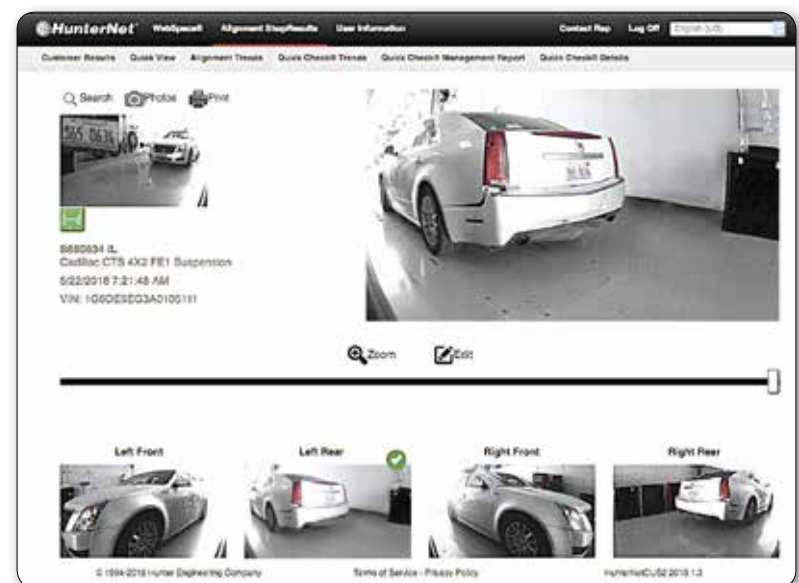 HunterNet WebSpecs® Alignment ShopResults User Information Contact Rep Log Off English (US)
Customer Results Quick View Alignment Trends Quick Check® Trends Quick Check® Management Report Quick Check® Details
Search Photos Print
Cadillac CTS 4X2 FE1 Suspension
5/22/2018 7:21:48 AM
VIN:
Zoom Edit
Left Front Left Rear Right Front Right Rear
© 1994-2018 Hunter Engineering Company Terms of Service - Privacy Policy